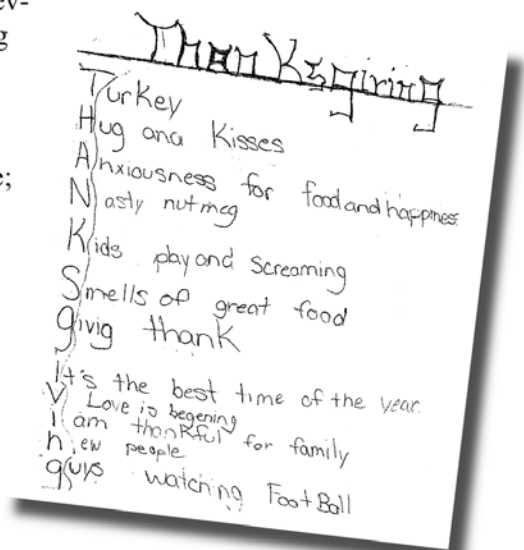 ev-
g
e;
ThanKsgiving
Turkey
Hug and Kisses
Anxiousness for food and happiness
Nasty nutmeg
Kids play and screaming
Smells of great food
givig thanK
It's the best time of the year.
V Love is begening
i am thanKful for family
new people
guys watching FootBall